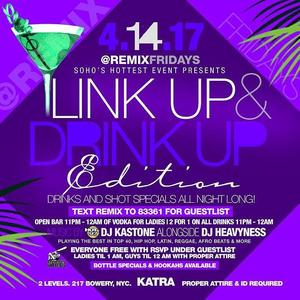 4.14.17
@REMIXFRIDAYS
SOHO'S HOTTEST EVENT PRESENTS
LINK UP &
DRINK UP
Edition
DRINKS AND SHOT SPECIALS ALL NIGHT LONG!
TEXT REMIX TO 83361 FOR GUESTLIST
OPEN BAR 11PM - 12AM OF VODKA FOR LADIES | 2 FOR 1 ON ALL DRINKS 11PM - 12AM
MUSIC BY DJ KASTONE ALONGSIDE DJ HEAVYNESS
PLAYING THE BEST IN TOP 40, HIP HOP, LATIN, REGGAE, AFRO BEATS & MORE
EVERYONE FREE WITH RSVP UNDER GUESTLIST
LADIES TIL 1 AM, GUYS TIL 12 AM WITH PROPER ATTIRE
BOTTLE SPECIALS & HOOKAHS AVAILABLE
2 LEVELS. 217 BOWERY, NYC. KATRA PROPER ATTIRE & ID REQUIRED
@REMIX
FRIDAYS